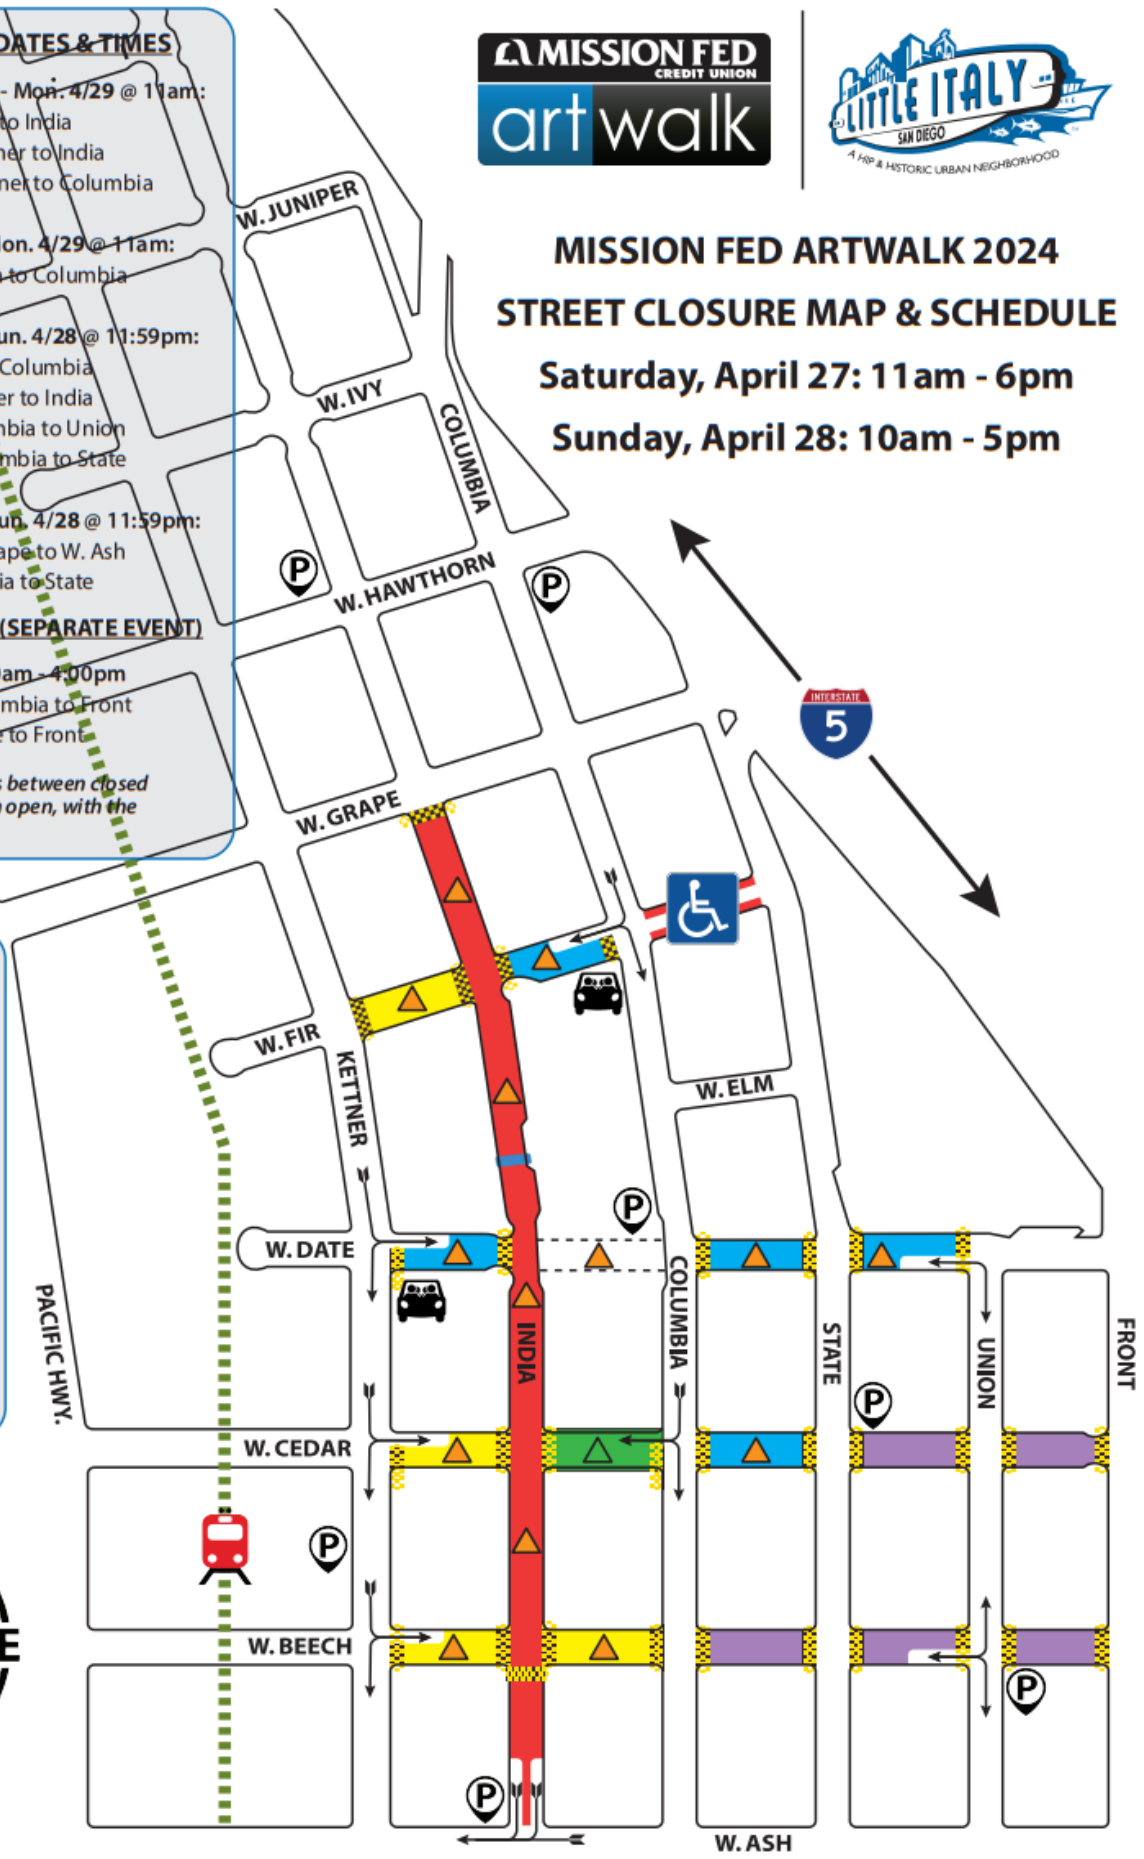 DATES & TIMES
- Mon. 4/29 @ 11am:
to India
ner to India
ner to Columbia
on. 4/29 @ 11am:
to Columbia
un. 4/28 @ 11:59pm:
Columbia
er to India
mbia to Union
mbia to State
un. 4/28 @ 11:59pm:
ape to W. Ash
ia to State
(SEPARATE EVENT)
am - 4:00pm
mbia to Front
e to Front
s between closed
open, with the
MISSION FED
CREDIT UNION
art walk
LITTLE ITALY
SAN DIEGO
A HIP & HISTORIC URBAN NEIGHBORHOOD
MISSION FED ARTWALK 2024
STREET CLOSURE MAP & SCHEDULE
Saturday, April 27: 11am - 6pm
Sunday, April 28: 10am - 5pm
W. JUNIPER
W. IVY
COLUMBIA
W. HAWTHORN
P
P
INTERSTATE
5
W. GRAPE
W. FIR
KETTNER
W. ELM
P
W. DATE
PACIFIC HWY.
INDIA
COLUMBIA
STATE
UNION
FRONT
P
W. CEDAR
P
W. BEECH
E
P
P
W. ASH